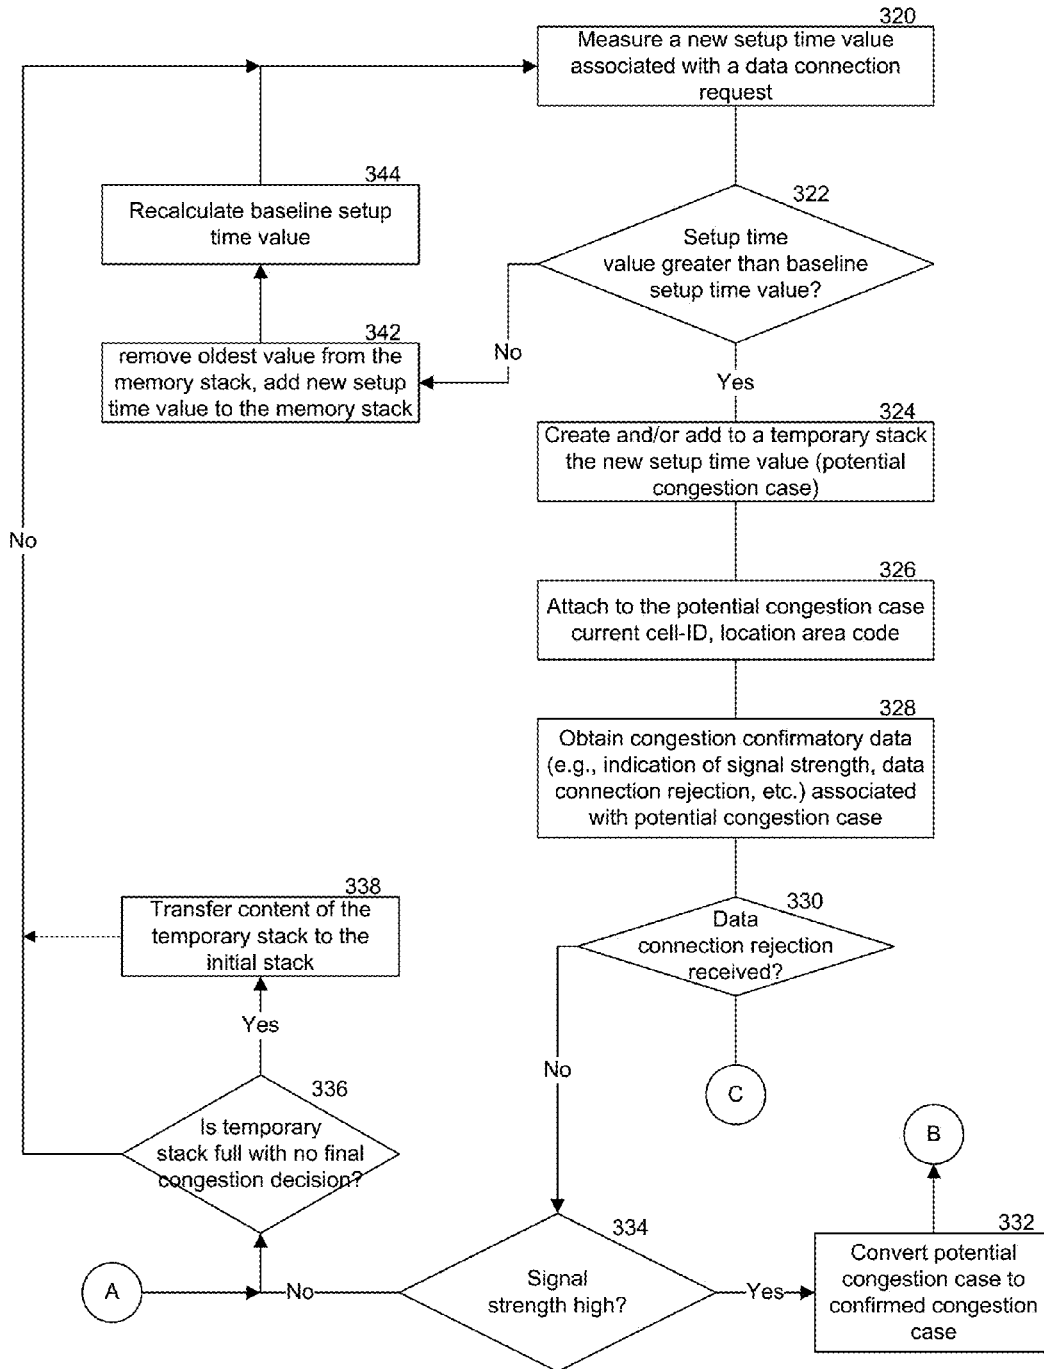 320
Measure a new setup time value
associated with a data connection
request
344
Recalculate baseline setup
time value
322
Setup time
value greater than baseline
setup time value?
342
remove oldest value from the
memory stack, add new setup
time value to the memory stack
No
Yes
324
Create and/or add to a temporary stack
the new setup time value (potential
congestion case)
No
326
Attach to the potential congestion case
current cell-ID, location area code
328
Obtain congestion confirmatory data
(e.g., indication of signal strength, data
connection rejection, etc.) associated
with potential congestion case
338
Transfer content of the
temporary stack to the
initial stack
330
Data
connection rejection
received?
Yes
No
C
336
Is temporary
stack full with no final
congestion decision?
B
334
Signal
strength high?
332
Convert potential
congestion case to
confirmed congestion
case
A
No
Yes